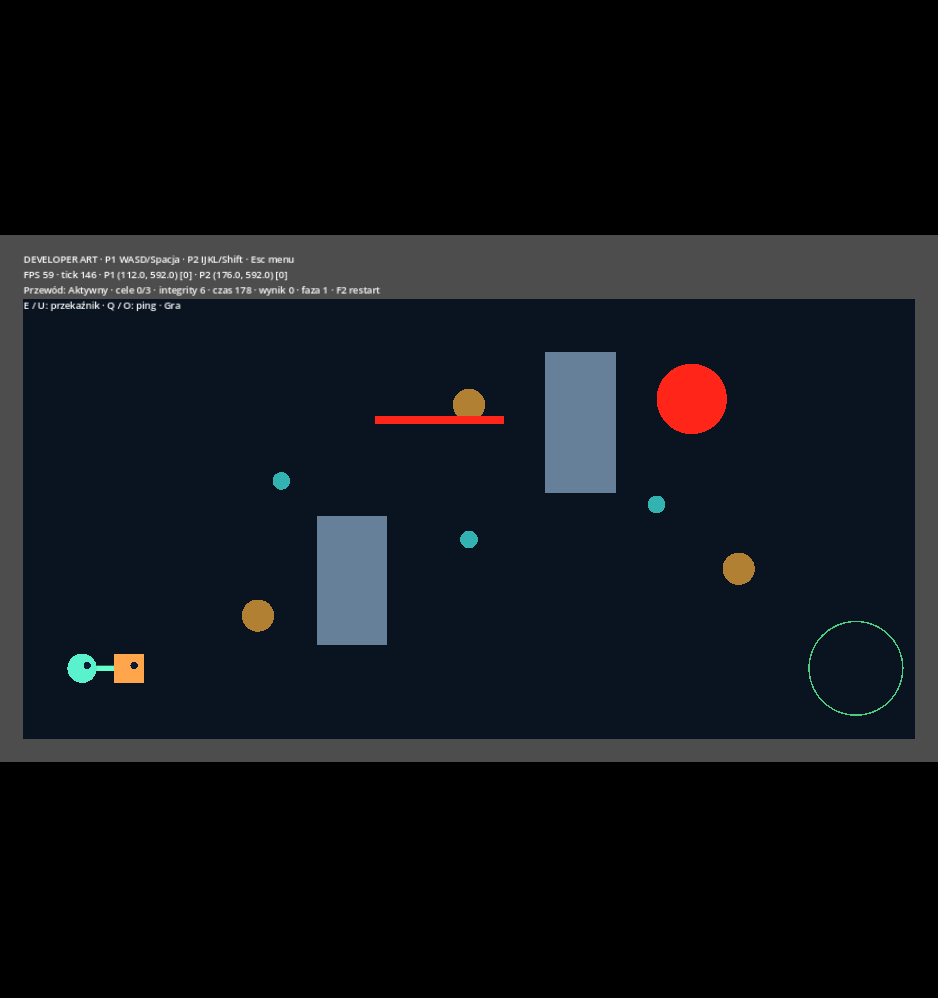 DEVELOPER ART · P1 WASD/Spacja · P2 IJKL/Shift · Esc menu
FPS 59 · tick 146 · P1 (112.0, 592.0) [0] · P2 (176.0, 592.0) [0]
Przewód: Aktywny · cele 0/3 · integrity 6 · czas 178 · wynik 0 · faza 1 · F2 restart
E / U: przekaźnik · Q / O: ping · Gra